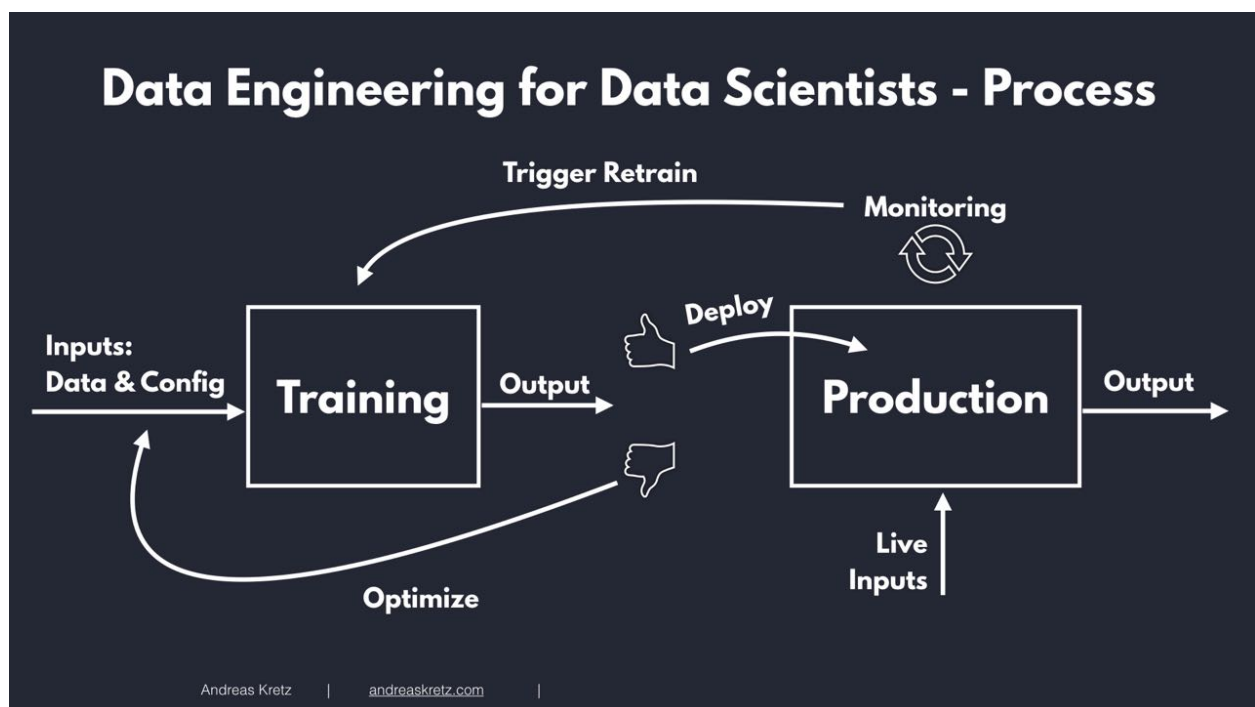 Data Engineering for Data Scientists - Process
Trigger Retrain
Monitoring
Deploy
Inputs:
Data & Config
Training
Output
Production
Output
Live
Inputs
Optimize
Andreas Kretz | andreaskretz.com |